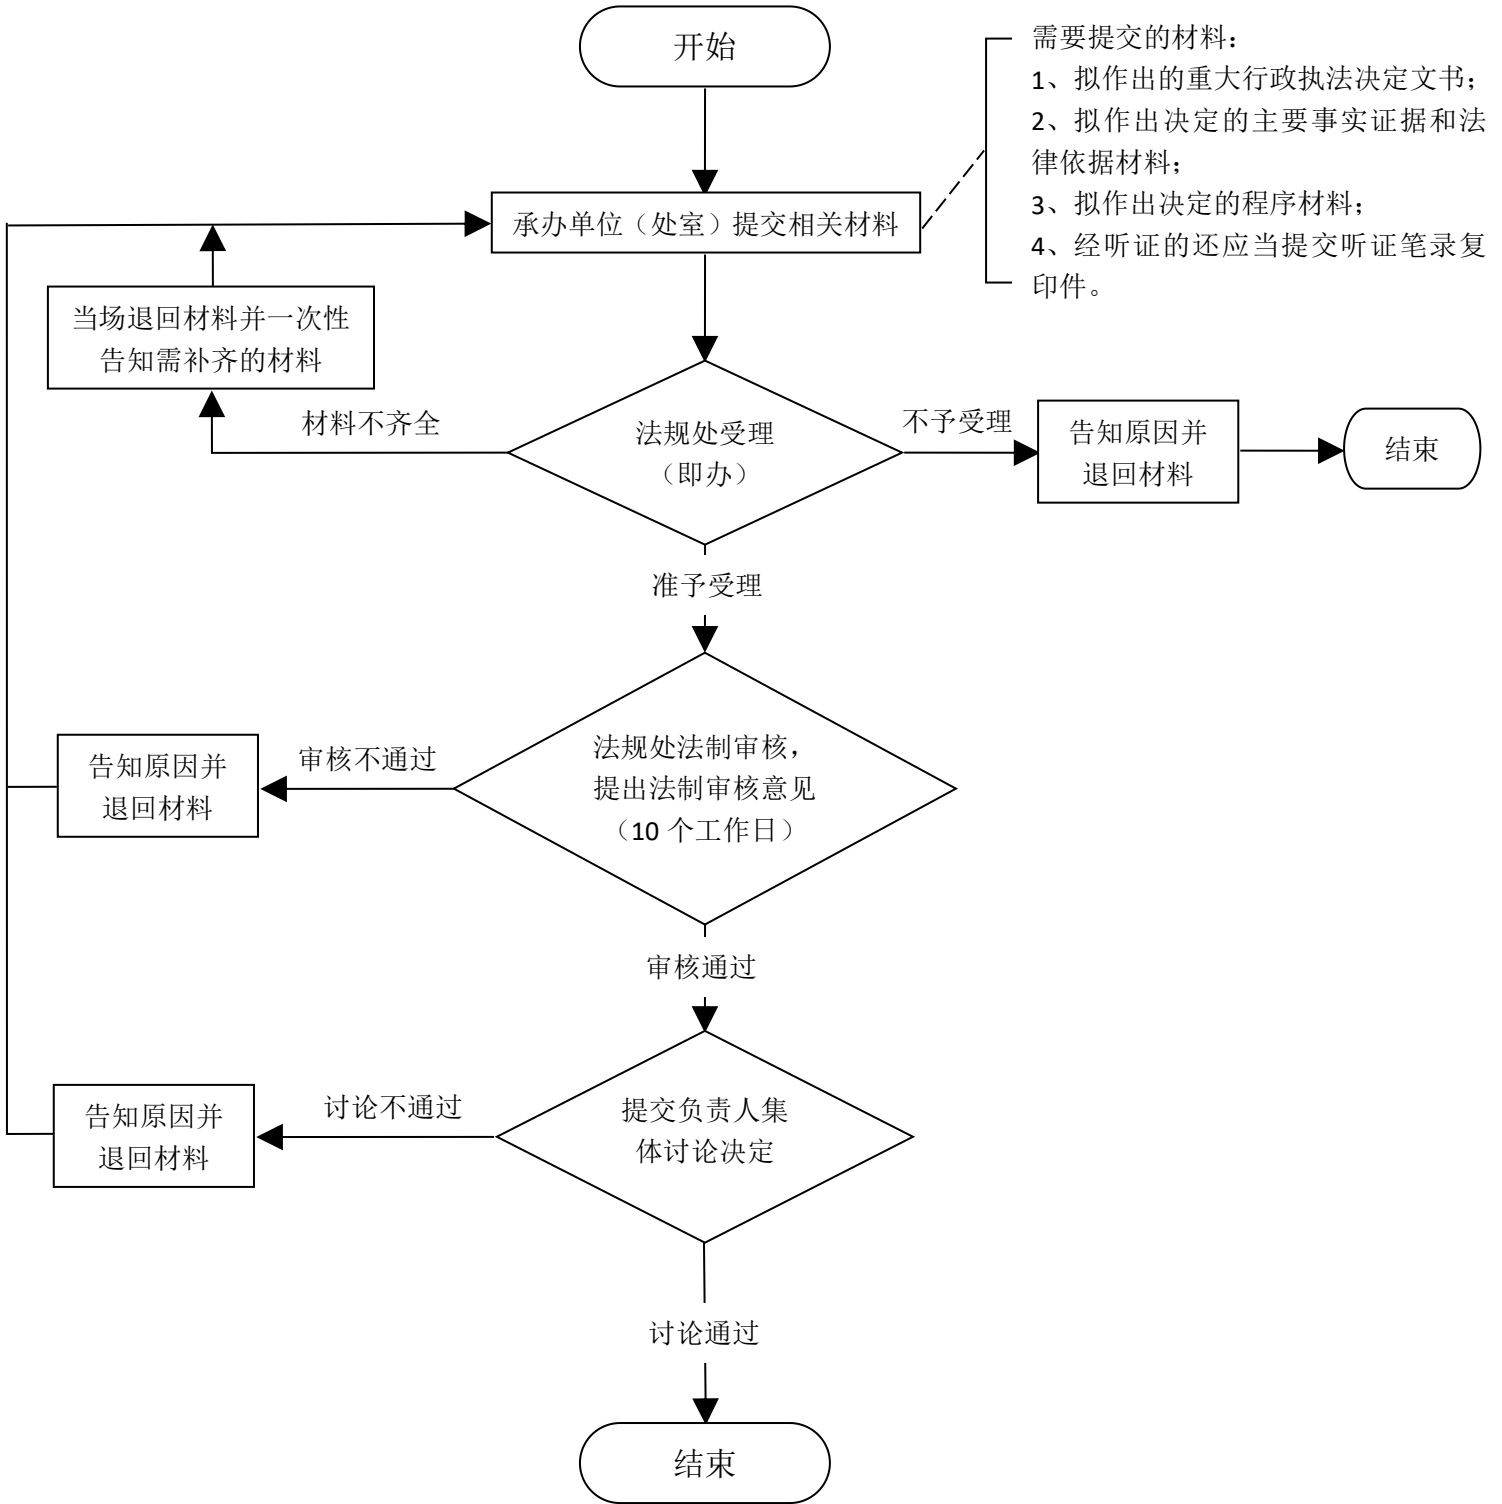 开始
需要提交的材料：
1、拟作出的重大行政执法决定文书；
2、拟作出决定的主要事实证据和法
律依据材料；
3、拟作出决定的程序材料；
4、经听证的还应当提交听证笔录复
印件。
承办单位（处室）提交相关材料
当场退回材料并一次性
告知需补齐的材料
材料不齐全
法规处受理
（即办）
不予受理
告知原因并
退回材料
结束
准予受理
告知原因并
退回材料
审核不通过
法规处法制审核，
提出法制审核意见
（10 个工作日）
审核通过
告知原因并
退回材料
讨论不通过
提交负责人集
体讨论决定
讨论通过
结束